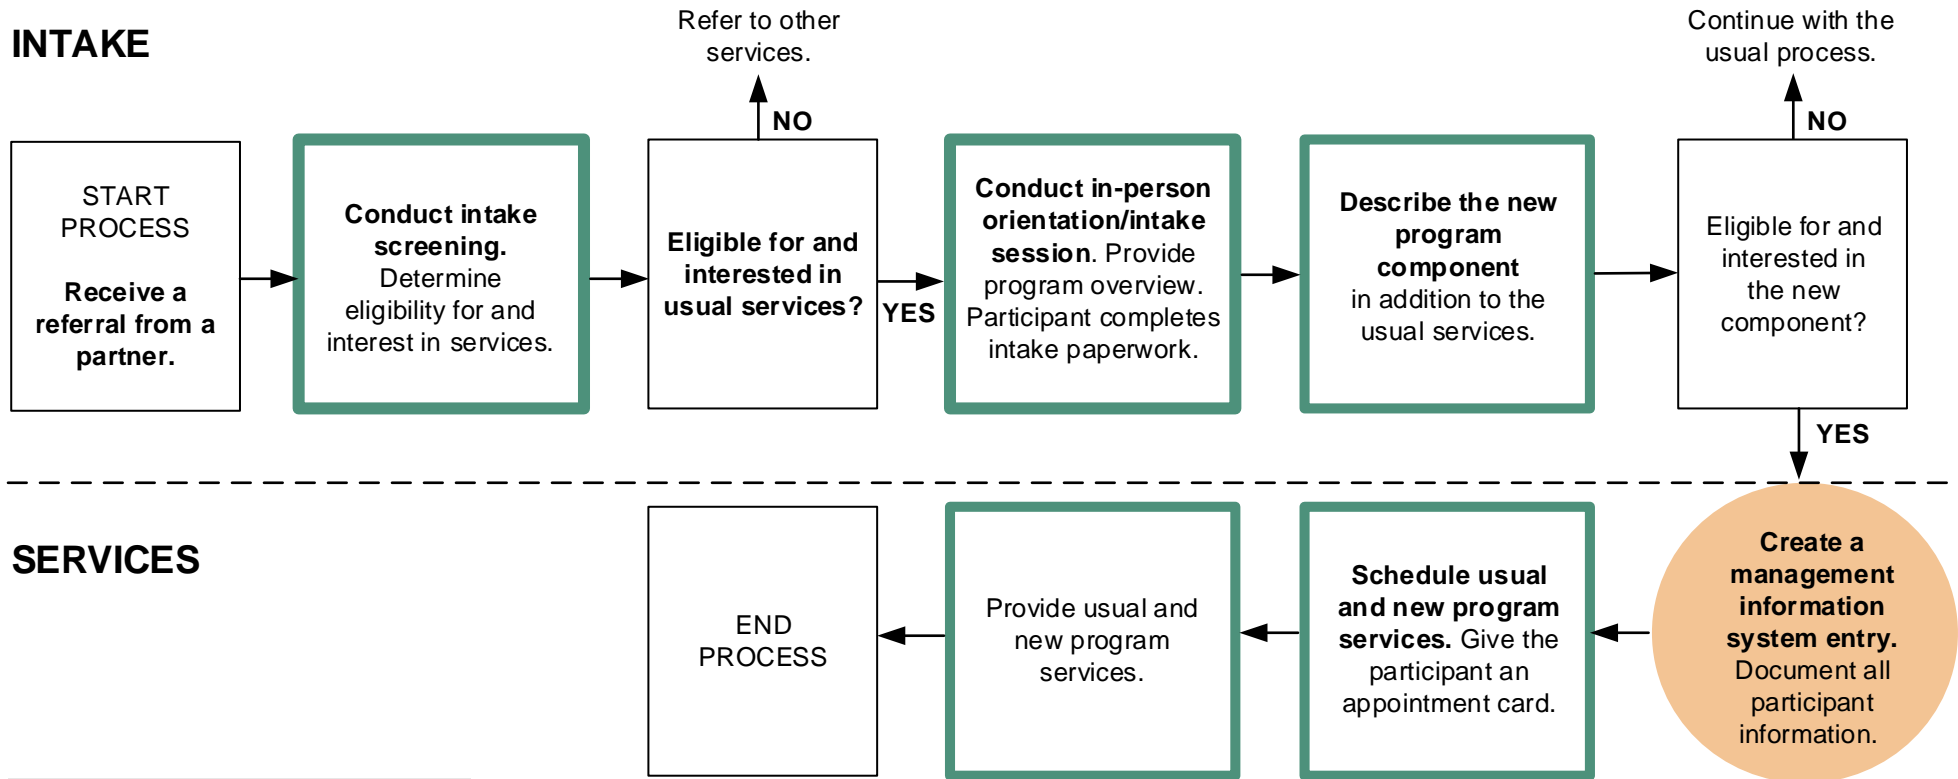 INTAKE
Refer to other
services.
Continue with the
usual process.
NO
NO
START
PROCESS
Receive a
referral from a
partner.
Conduct intake
screening.
Determine
eligibility for and
interest in services.
Eligible for and
interested in
usual services?
YES
Conduct in-person
orientation/intake
session. Provide
program overview.
Participant completes
intake paperwork.
Describe the new
program
component
in addition to the
usual services.
Eligible for and
interested in
the new
component?
YES
SERVICES
Create a
management
information
system entry.
Document all
participant
information.
Schedule usual
and new program
services. Give the
participant an
appointment card.
Provide usual and
new program
services.
END
PROCESS